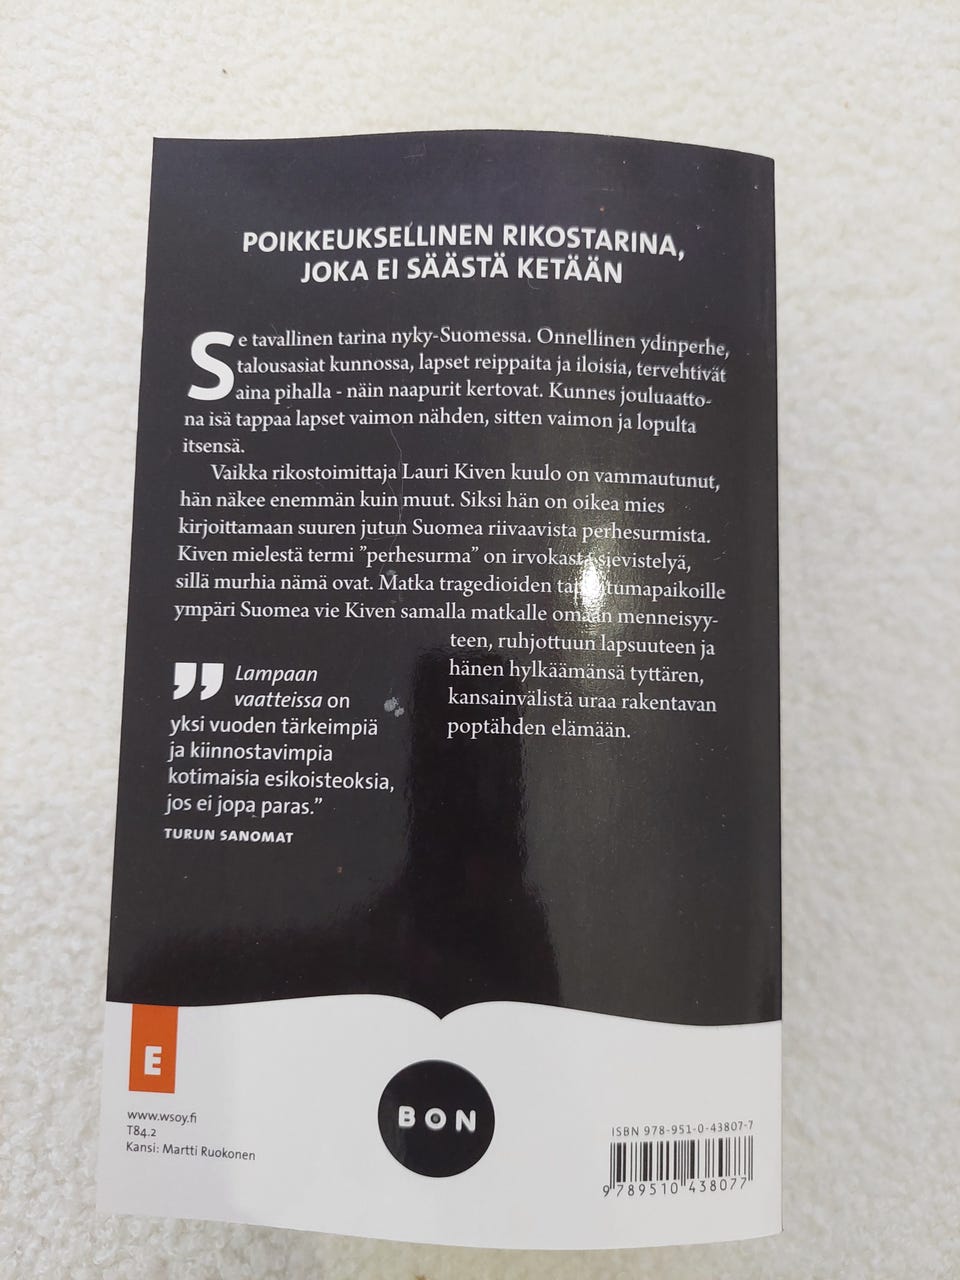 POIKKEUKSELLINEN RIKOSTARINA,
JOKA EI SÄÄSTÄ KETÄÄN
Se tavallinen tarina nyky-Suomessa. Onnellinen ydinperhe,
talousasiat kunnossa, lapset reippaita ja iloisia, tervehtivät
aina pihalla - näin naapurit kertovat. Kunnes jouluaatto-
na isä tappaa lapset vaimon nähden, sitten vaimon ja lopulta
itsensä.
Vaikka rikostoimittaja Lauri Kiven kuulo on vammautunut,
hän näkee enemmän kuin muut. Siksi hän on oikea mies
kirjoittamaan suuren jutun Suomea riivaavista perhesurmista.
Kiven mielestä termi ”perhesurma” on irvokasta sievistelyä,
sillä murhia nämä ovat. Matka tragedioiden
ympäri Suomea vie Kiven samalla matkalle omaan menneisyy-
teen, ruhjottuun lapsuuteen ja
hänen hylkäämänsä tyttären,
kansainvälistä uraa rakentavan
poptähden elämään.
” Lampaan
vaatteissa on
yksi vuoden tärkeimpiä
ja kiinnostavimpia
kotimaisia esikoisteoksia,
jos ei jopa paras.”
TURUN SANOMAT
E
www.wsoy.fi
T84.2
Kansi: Martti Ruokonen
BON
ISBN 978-951-0-43807-7
9 789510 438077